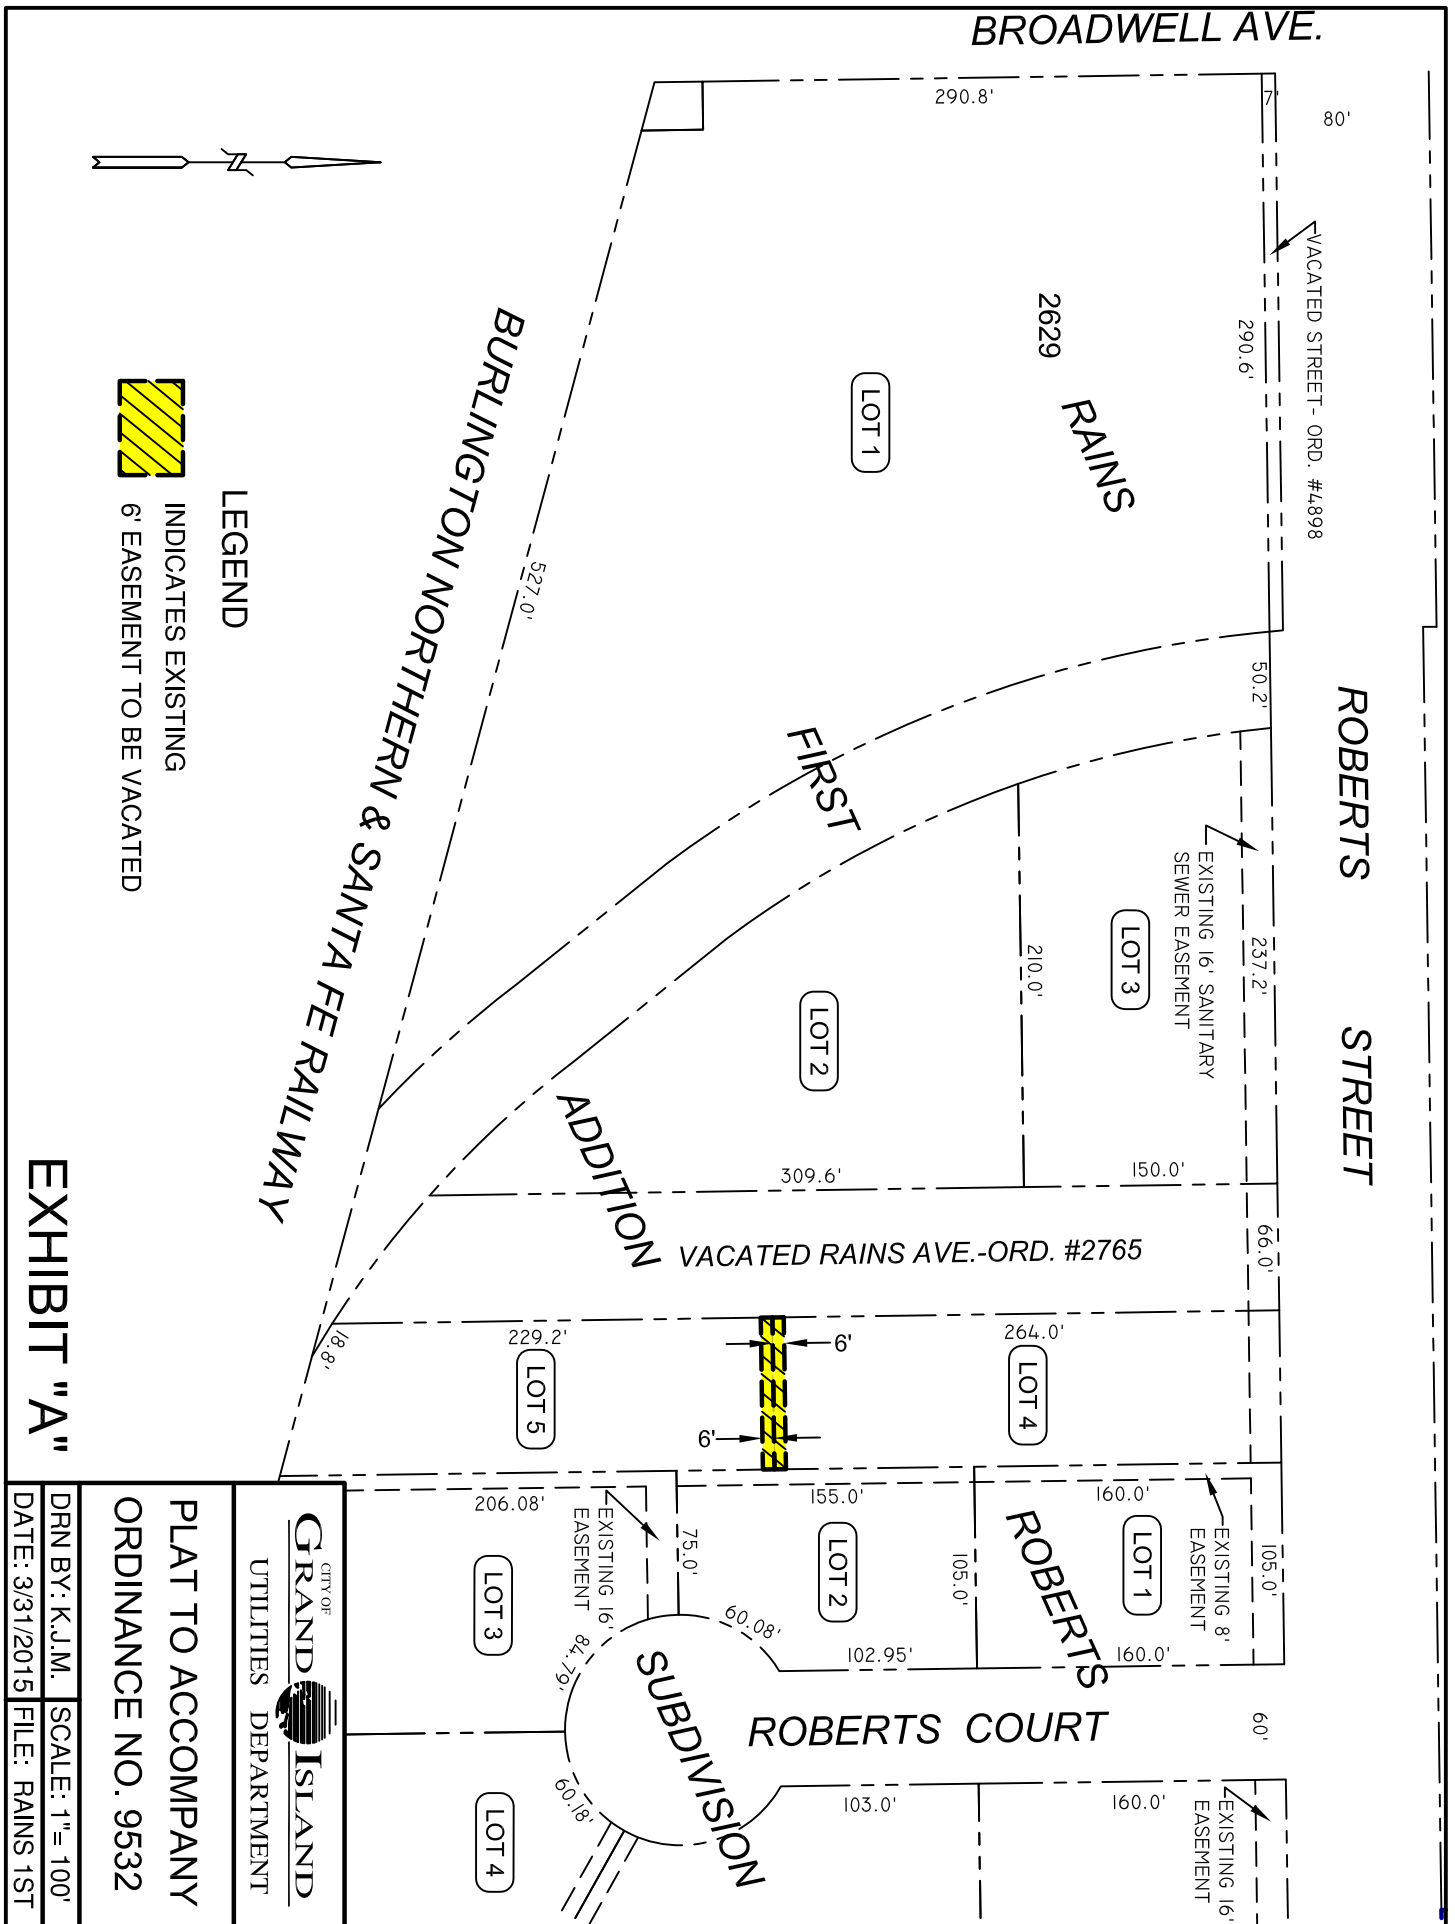 BROADWELL AVE.
ROBERTS STREET
80'
7'
290.8'
VACATED STREET- ORD. #4898
290.6'
2629
RAINS
LOT 1
50.2'
FIRST
237.2'
EXISTING 16' SANITARY
SEWER EASEMENT
LOT 3
210.0'
LOT 2
150.0'
309.6'
ADDITION
66.0'
VACATED RAINS AVE.-ORD. #2765
527.0'
BURLINGTON NORTHERN & SANTA FE RAILWAY
18.8'
229.2'
264.0'
6'
6'
LOT 5
LOT 4
105.0'
EXISTING 8'
EASEMENT
160.0'
LOT 1
160.0'
ROBERTS
105.0'
155.0'
LOT 2
102.95'
60.08'
75.0'
EXISTING 16'
EASEMENT
206.08'
LOT 3
84.79'
SUBDIVISION
ROBERTS COURT
60'
60.18'
LOT 4
103.0'
160.0'
EXISTING 16'
EASEMENT
LEGEND
INDICATES EXISTING
6' EASEMENT TO BE VACATED
EXHIBIT "A"
CITY OF
GRAND ISLAND
UTILITIES DEPARTMENT
PLAT TO ACCOMPANY
ORDINANCE NO. 9532
DRN BY: K.J.M. SCALE: 1"= 100'
DATE: 3/31/2015 FILE: RAINS 1ST